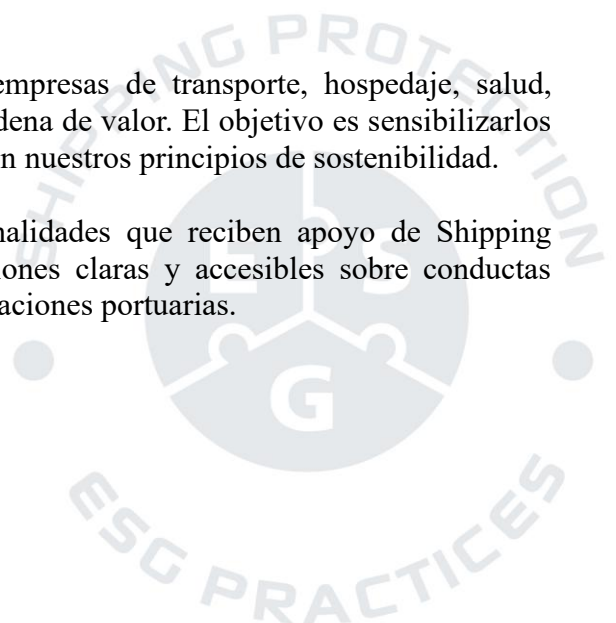 SHIPPING PROTECTION
empresas de transporte, hospedaje, salud,
dena de valor. El objetivo es sensibilizarlos
n nuestros principios de sostenibilidad.
nalidades que reciben apoyo de Shipping
iones claras y accesibles sobre conductas
aciones portuarias.
E S
G
ESG PRACTICES